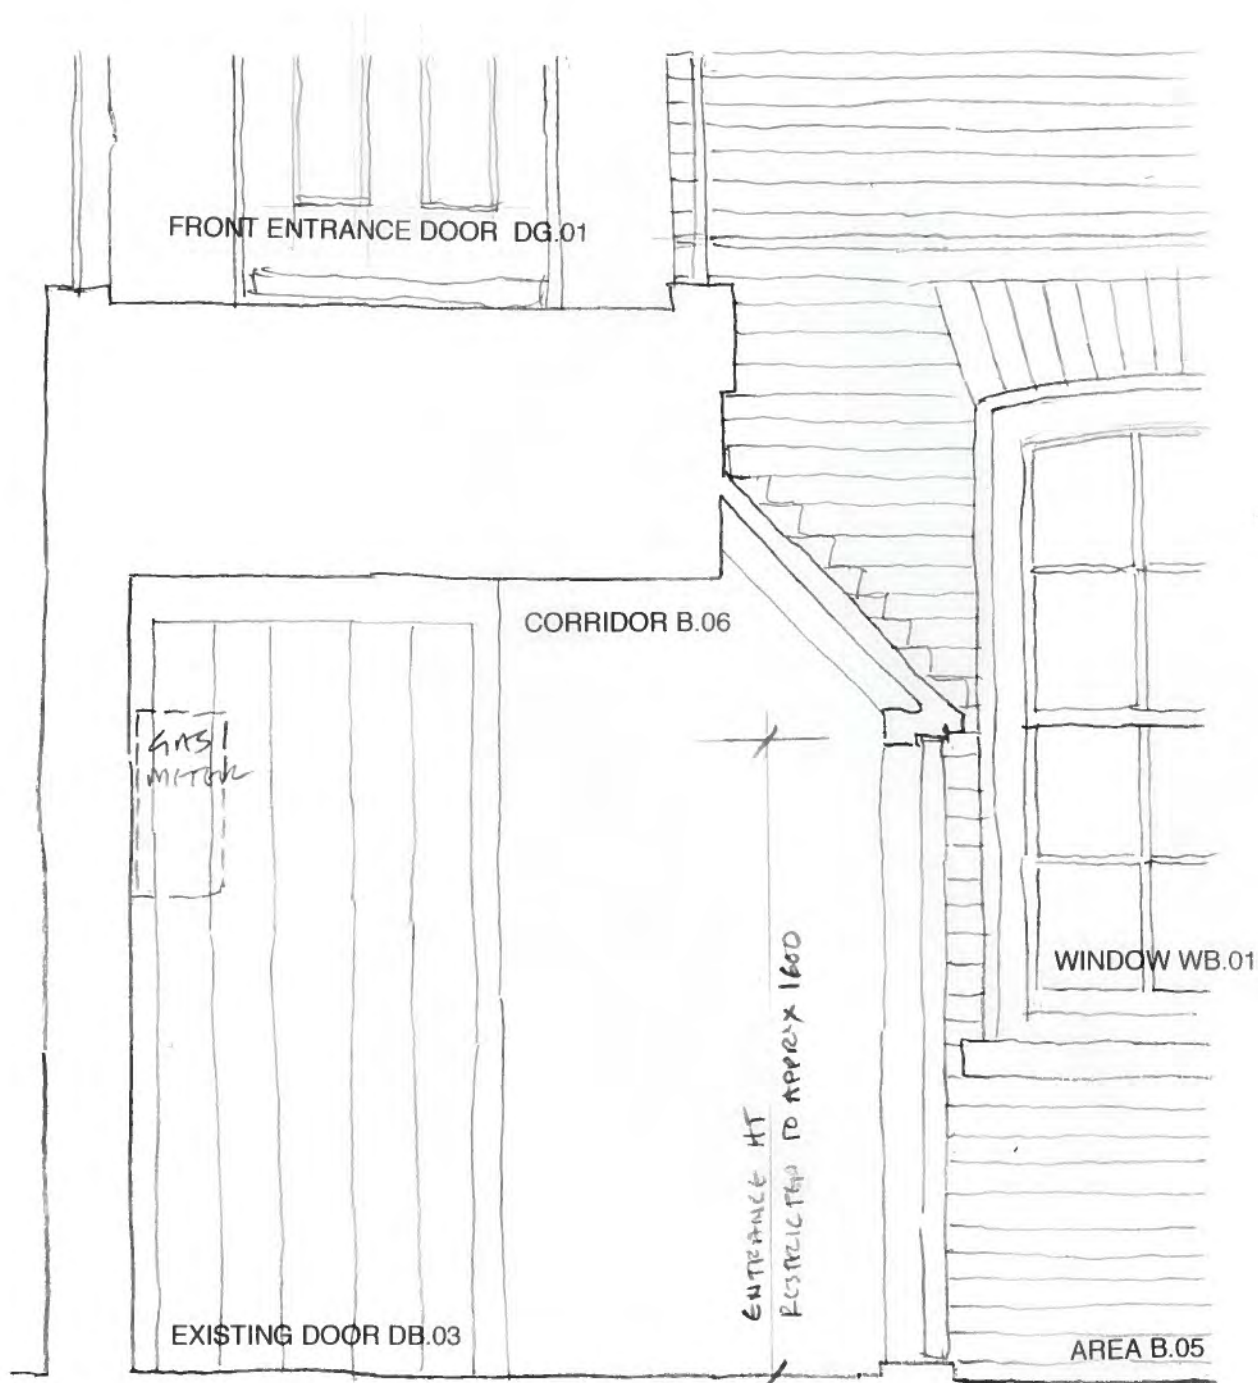 FRONT ENTRANCE DOOR DG.01
CORRIDOR B.06
GAS
METER
WINDOW WB.01
ENTRANCE HT
RESTRICTED TO APPRX 1600
EXISTING DOOR DB.03
AREA B.05